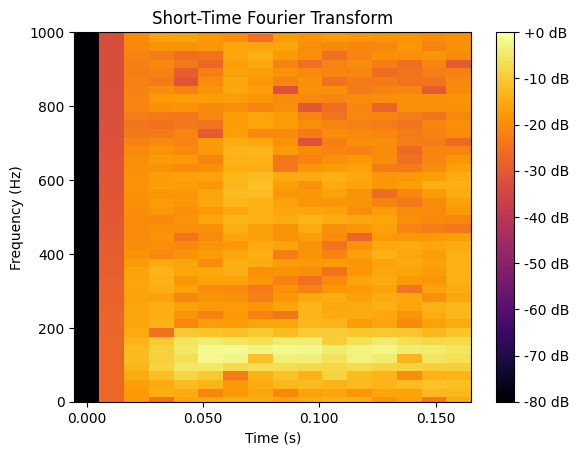 Short-Time Fourier Transform
1000
800
600
400
200
0
Frequency (Hz)
0.000
0.050
0.100
0.150
Time (s)
+0 dB
-10 dB
-20 dB
-30 dB
-40 dB
-50 dB
-60 dB
-70 dB
-80 dB